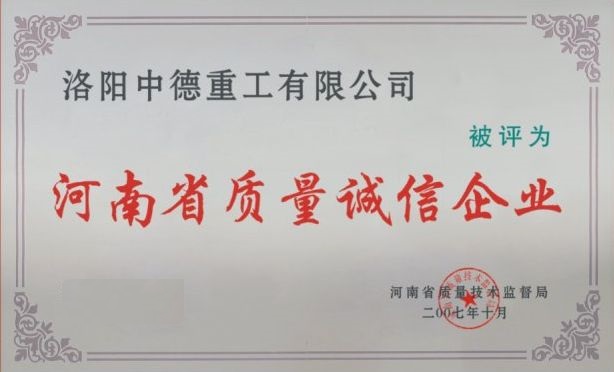 洛阳中德重工有限公司
被评为
河南省质量诚信企业
河南省质量技术监督局
二00七年十月